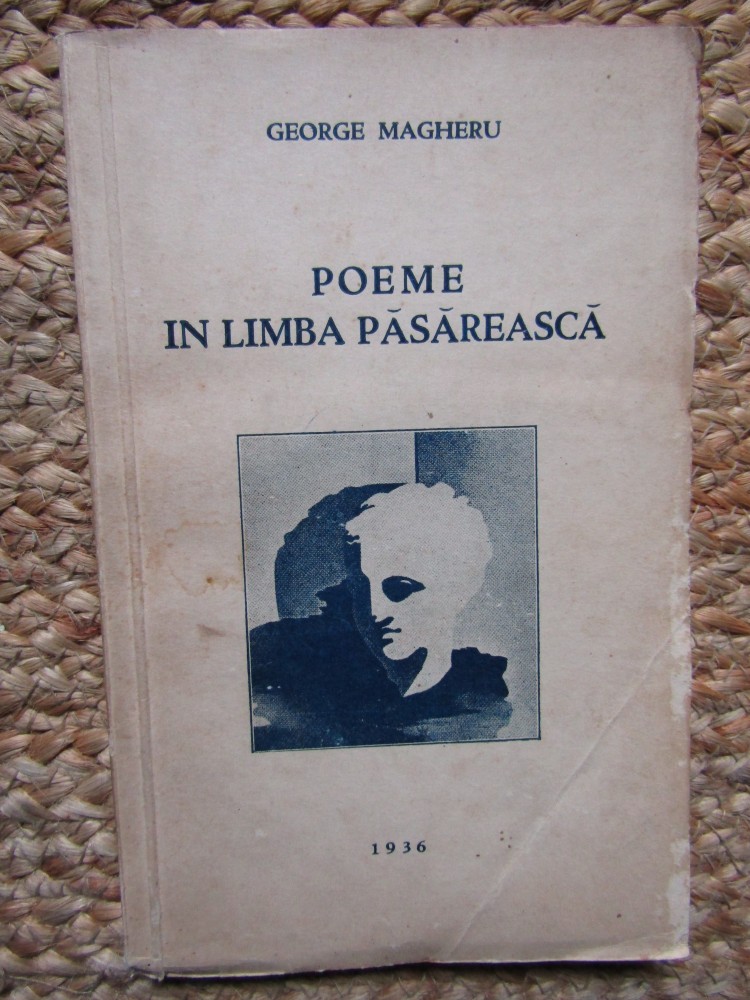 GEORGE MAGHERU
POEME
IN LIMBA PĂSĂREASCĂ
1936